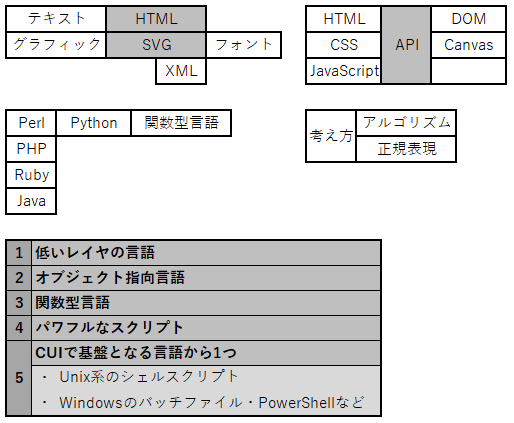 テキスト HTML
グラフィック SVG フォント
XML
HTML API DOM
CSS Canvas
JavaScript
Perl Python 関数型言語
PHP
Ruby
Java
考え方 アルゴリズム
正規表現
1 低いレイヤの言語
2 オブジェクト指向言語
3 関数型言語
4 パワフルなスクリプト
5 CUIで基盤となる言語から1つ
・ Unix系のシェルスクリプト
・ Windowsのバッチファイル・PowerShellなど